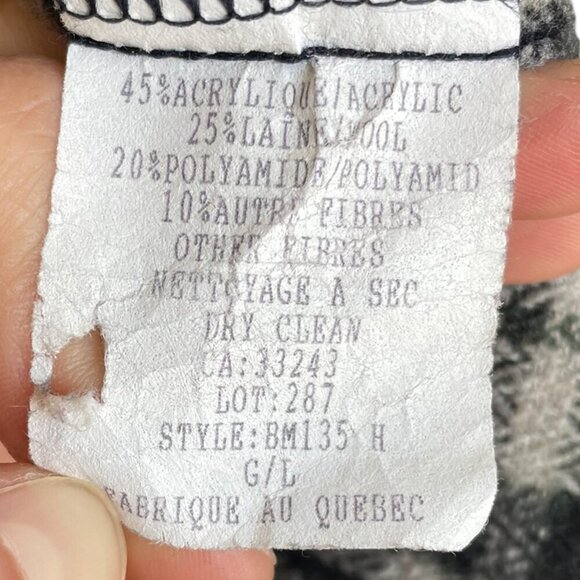 45%ACRYLIQUE/ACRYLIC
25%LAINE/WOOL
20%POLYAMIDE/POLYAMID
10%AUTRE FIBRES
OTHER FIBRES
NETTOYAGE A SEC
DRY CLEAN
CA:33243
LOT:287
STYLE:BM135 H
G/L
FABRIQUE AU QUEBEC